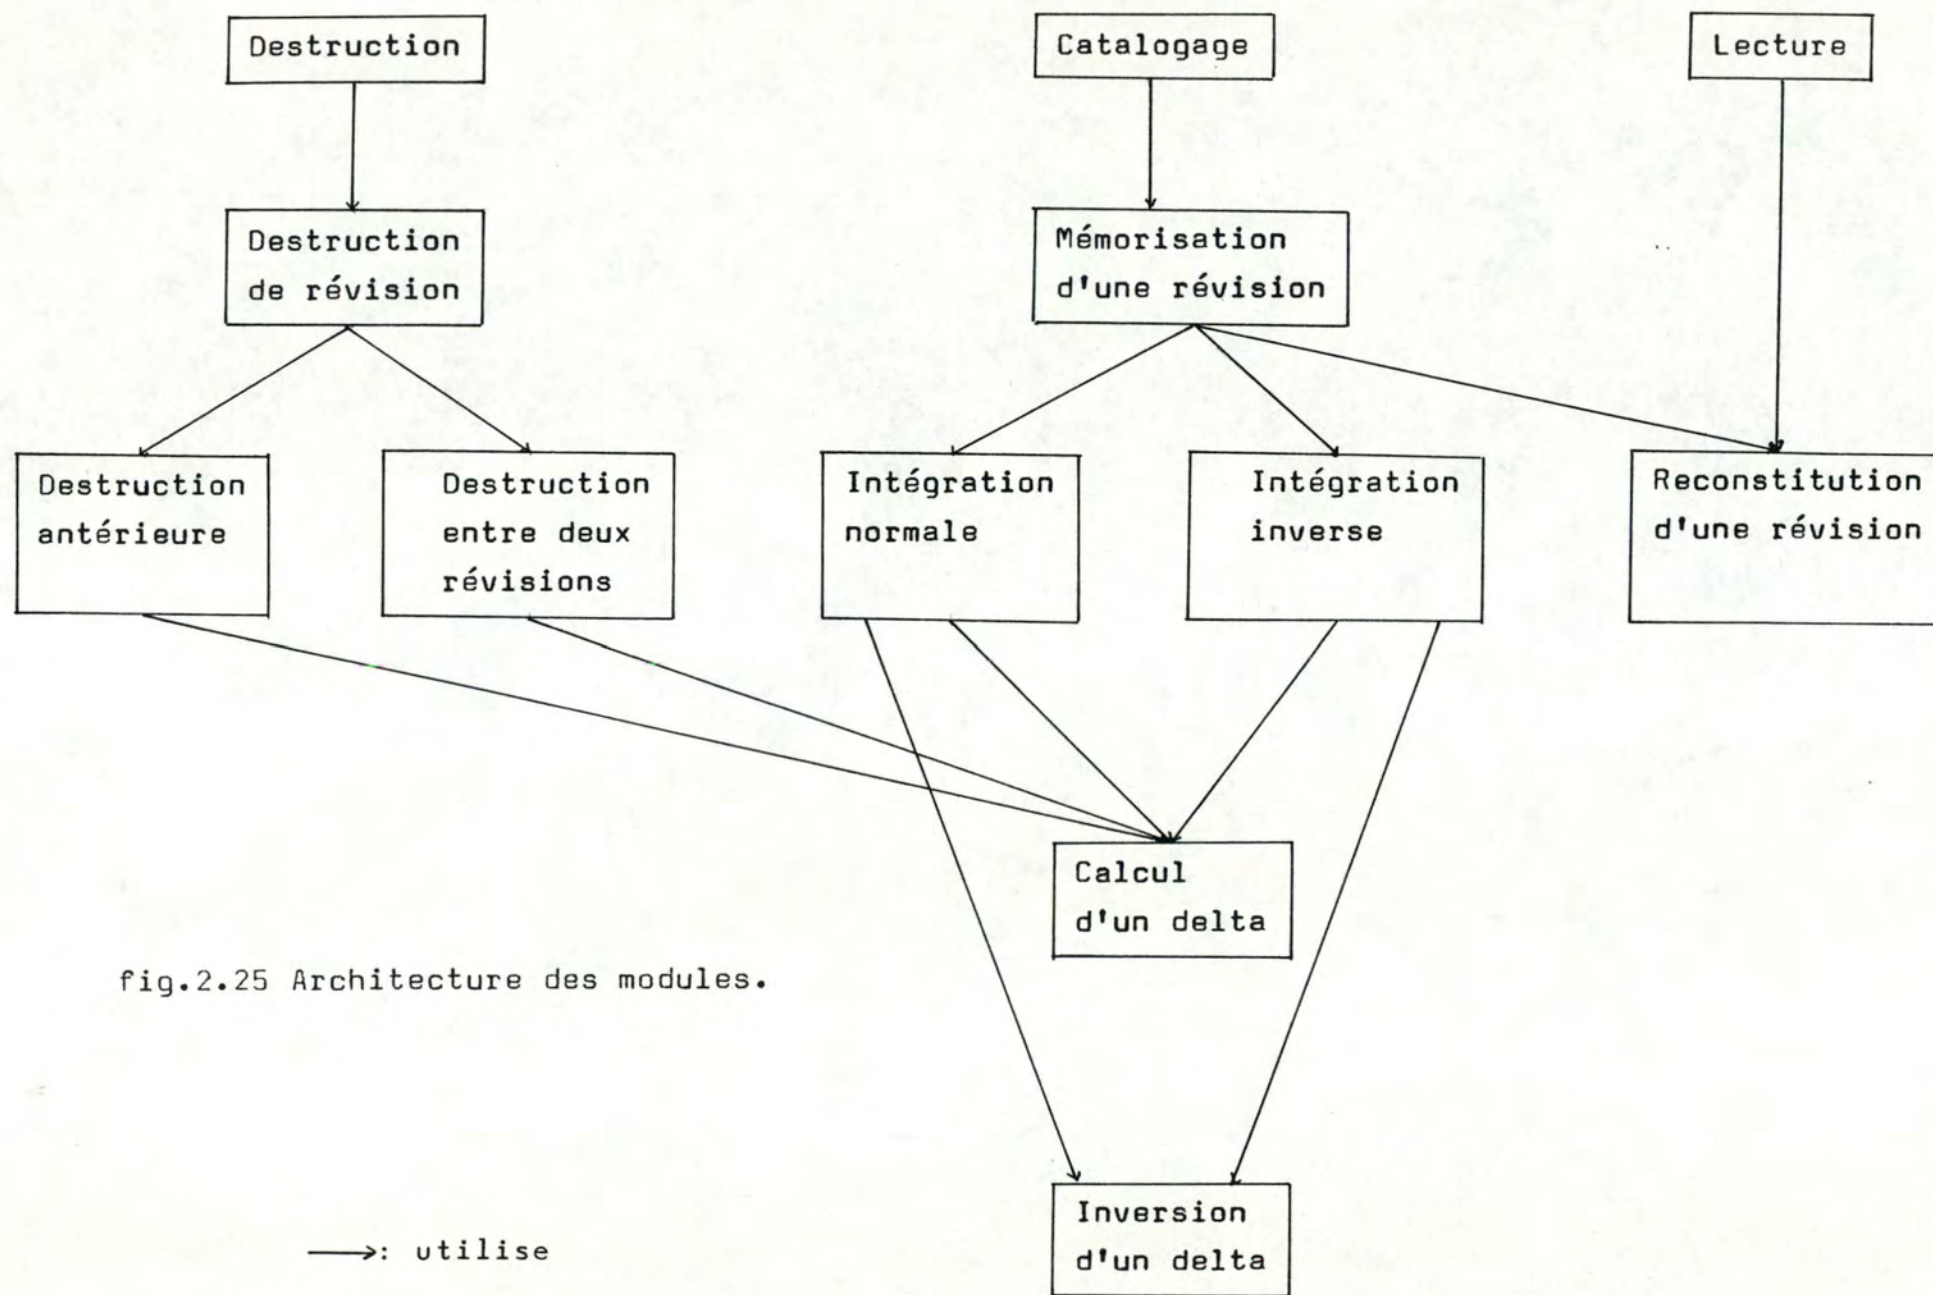 Destruction
Catalogage
Lecture
Destruction
de révision
Mémorisation
d'une révision
Destruction
antérieure
Destruction
entre deux
révisions
Intégration
normale
Intégration
inverse
Reconstitution
d'une révision
Calcul
d'un delta
fig.2.25 Architecture des modules.
Inversion
d'un delta
⟶: utilise